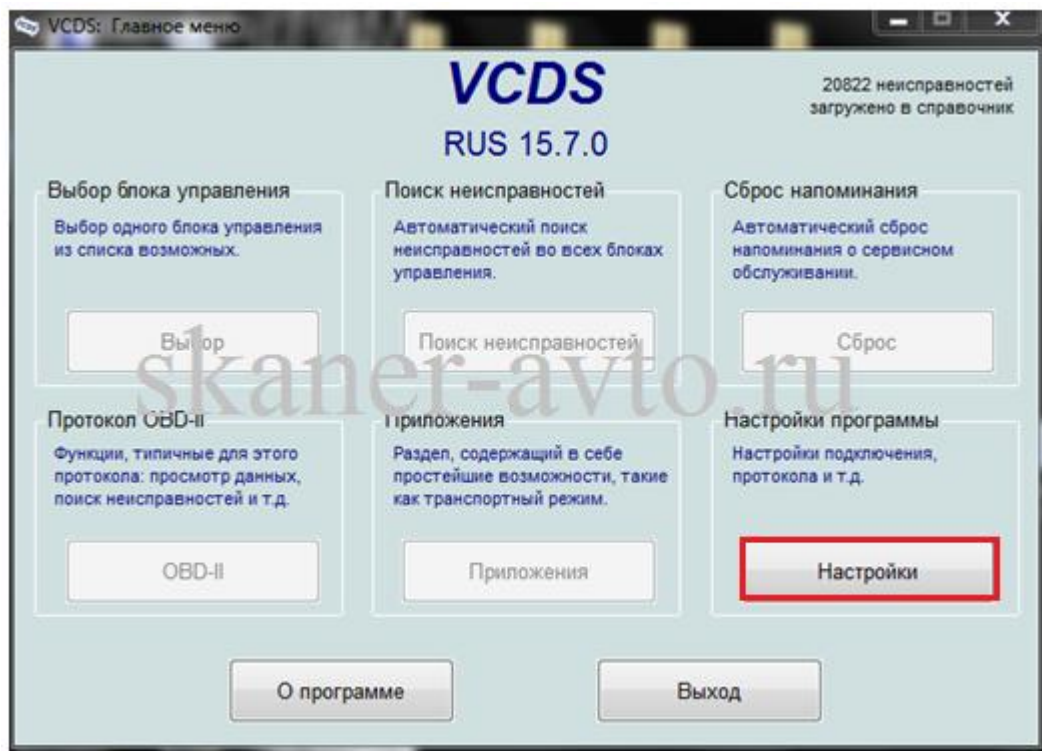 VCDS: Главное меню
VCDS
RUS 15.7.0
20822 неисправностей
загружено в справочник
Выбор блока управления
Выбор одного блока управления
из списка возможных.
Выбор
Поиск неисправностей
Автоматический поиск
неисправностей во всех блоках
управления.
Поиск неисправностей
Сброс напоминания
Автоматический сброс
напоминания о сервисном
обслуживании.
Сброс
skaner-avto.ru
Протокол OBD-II
Функции, типичные для этого
протокола: просмотр данных,
поиск неисправностей и т.д.
OBD-II
Приложения
Раздел, содержащий в себе
простейшие возможности, такие
как транспортный режим.
Приложения
Настройки программы
Настройки подключения,
протокола и т.д.
Настройки
О программе
Выход